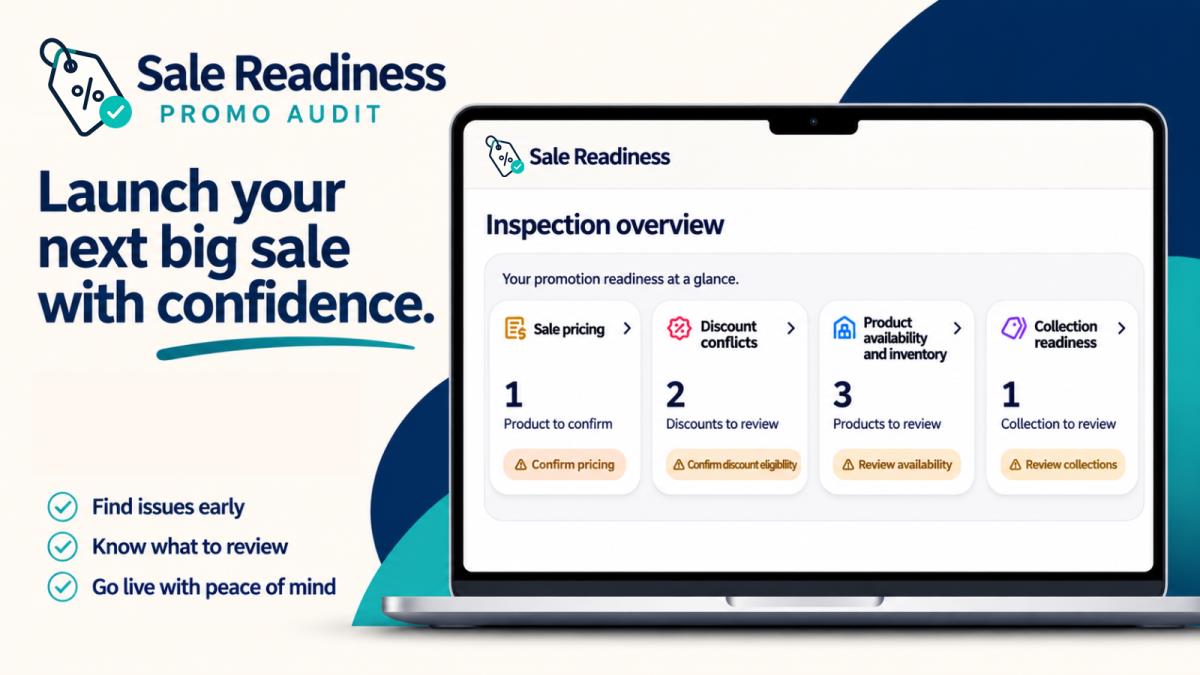 Sale Readiness
PROMO AUDIT
Launch your
next big sale
with confidence.
Find issues early
Know what to review
Go live with peace of mind
Sale Readiness
Inspection overview
Your promotion readiness at a glance.
Sale pricing
1
Product to confirm
Confirm pricing
Discount
conflicts
2
Discounts to review
Confirm discount eligibility
Product
availability
and inventory
3
Products to review
Review availability
Collection
readiness
1
Collection to review
Review collections